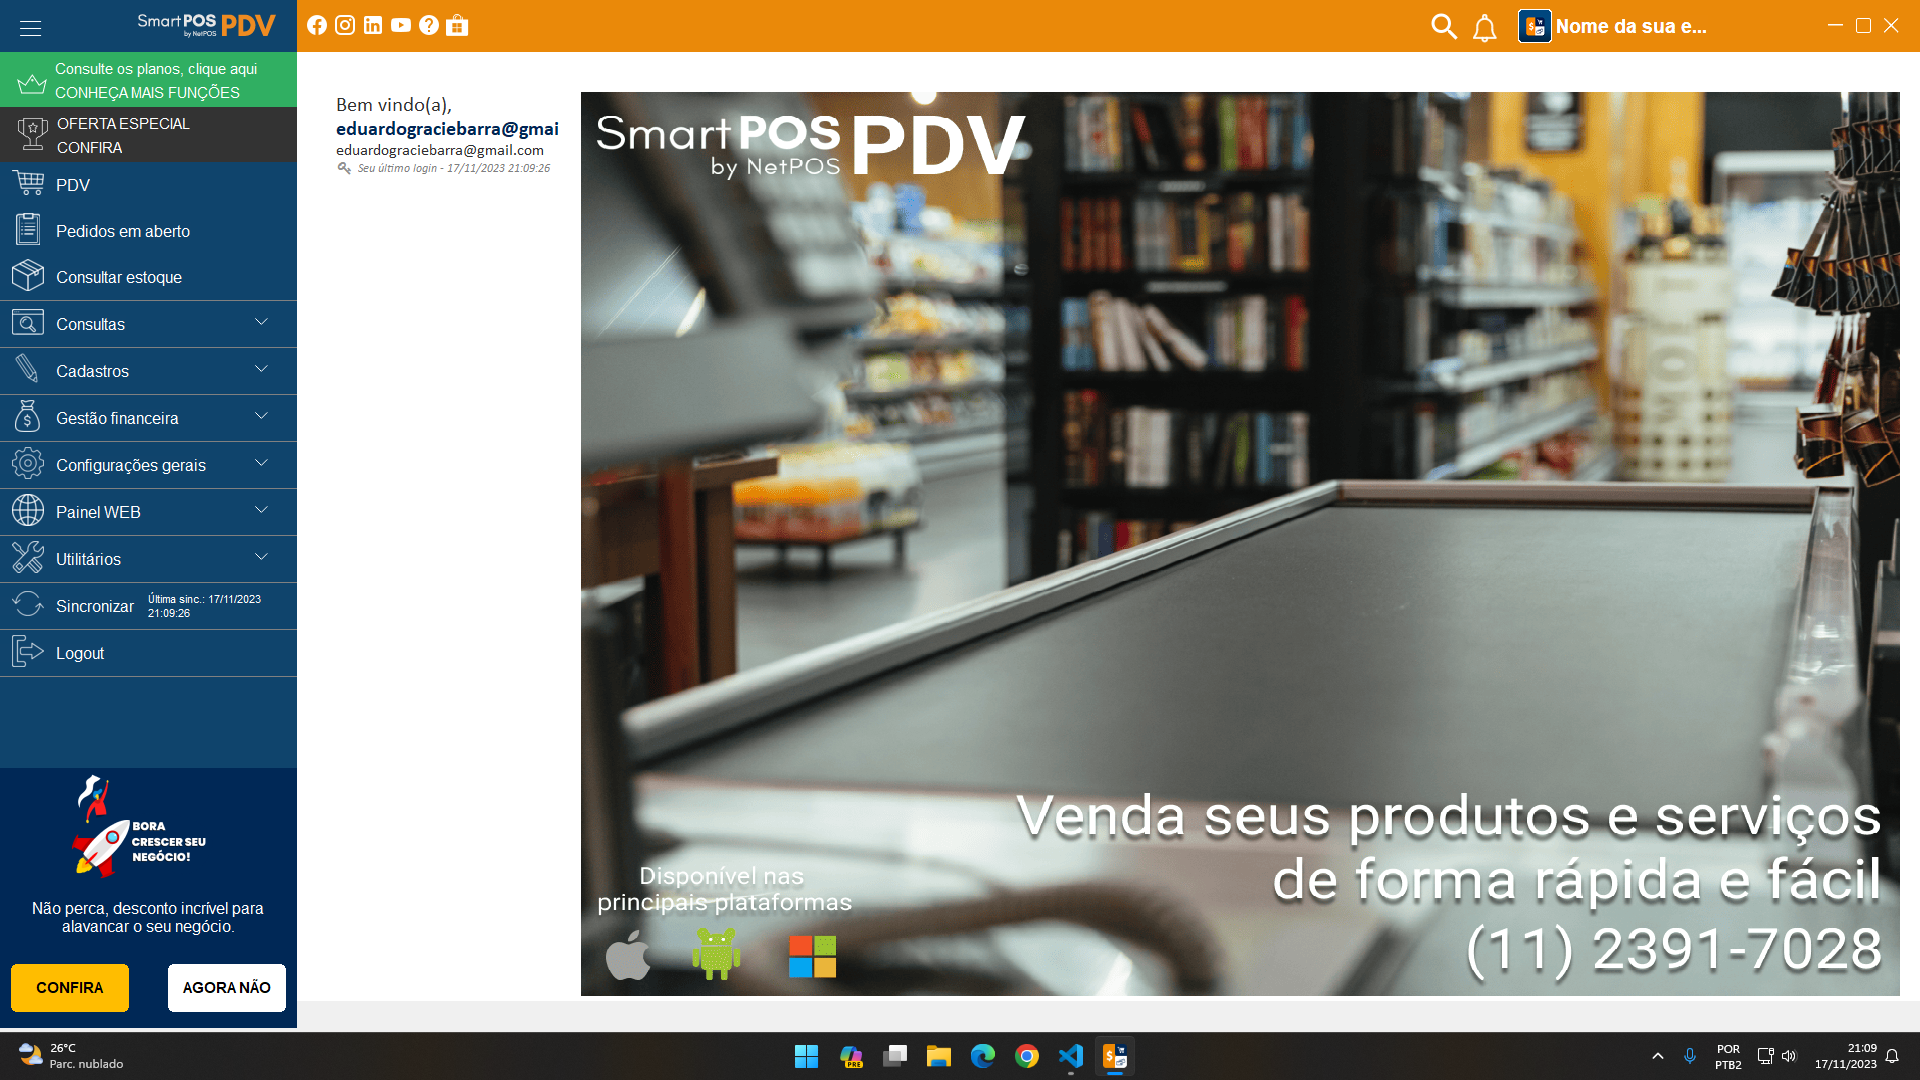 SmartPOS PDV
by NetPOS
Nome da sua e...
Consulte os planos, clique aqui
CONHEÇA MAIS FUNÇÕES
OFERTA ESPECIAL
CONFIRA
PDV
Pedidos em aberto
Consultar estoque
Consultas
Cadastros
Gestão financeira
Configurações gerais
Painel WEB
Utilitários
Sincronizar
Última sinc.: 17/11/2023
21:09:26
Logout
BORA
CRESCER SEU
NEGÓCIO!
Não perca, desconto incrível para
alavancar o seu negócio.
CONFIRA
AGORA NÃO
Bem vindo(a),
eduardograciebarra@gmai
eduardograciebarra@gmail.com
Seu último login - 17/11/2023 21:09:26
SmartPOS PDV
by NetPOS
Venda seus produtos e serviços
de forma rápida e fácil
(11) 2391-7028
Disponível nas
principais plataformas
26°C
Parc. nublado
PRE
POR
PTB2
21:09
17/11/2023